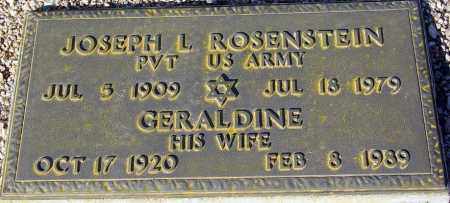 JOSEPH L ROSENSTEIN
PVT US ARMY
JUL 5 1909 JUL 18 1979
GERALDINE
HIS WIFE
OCT 17 1920 FEB 8 1989